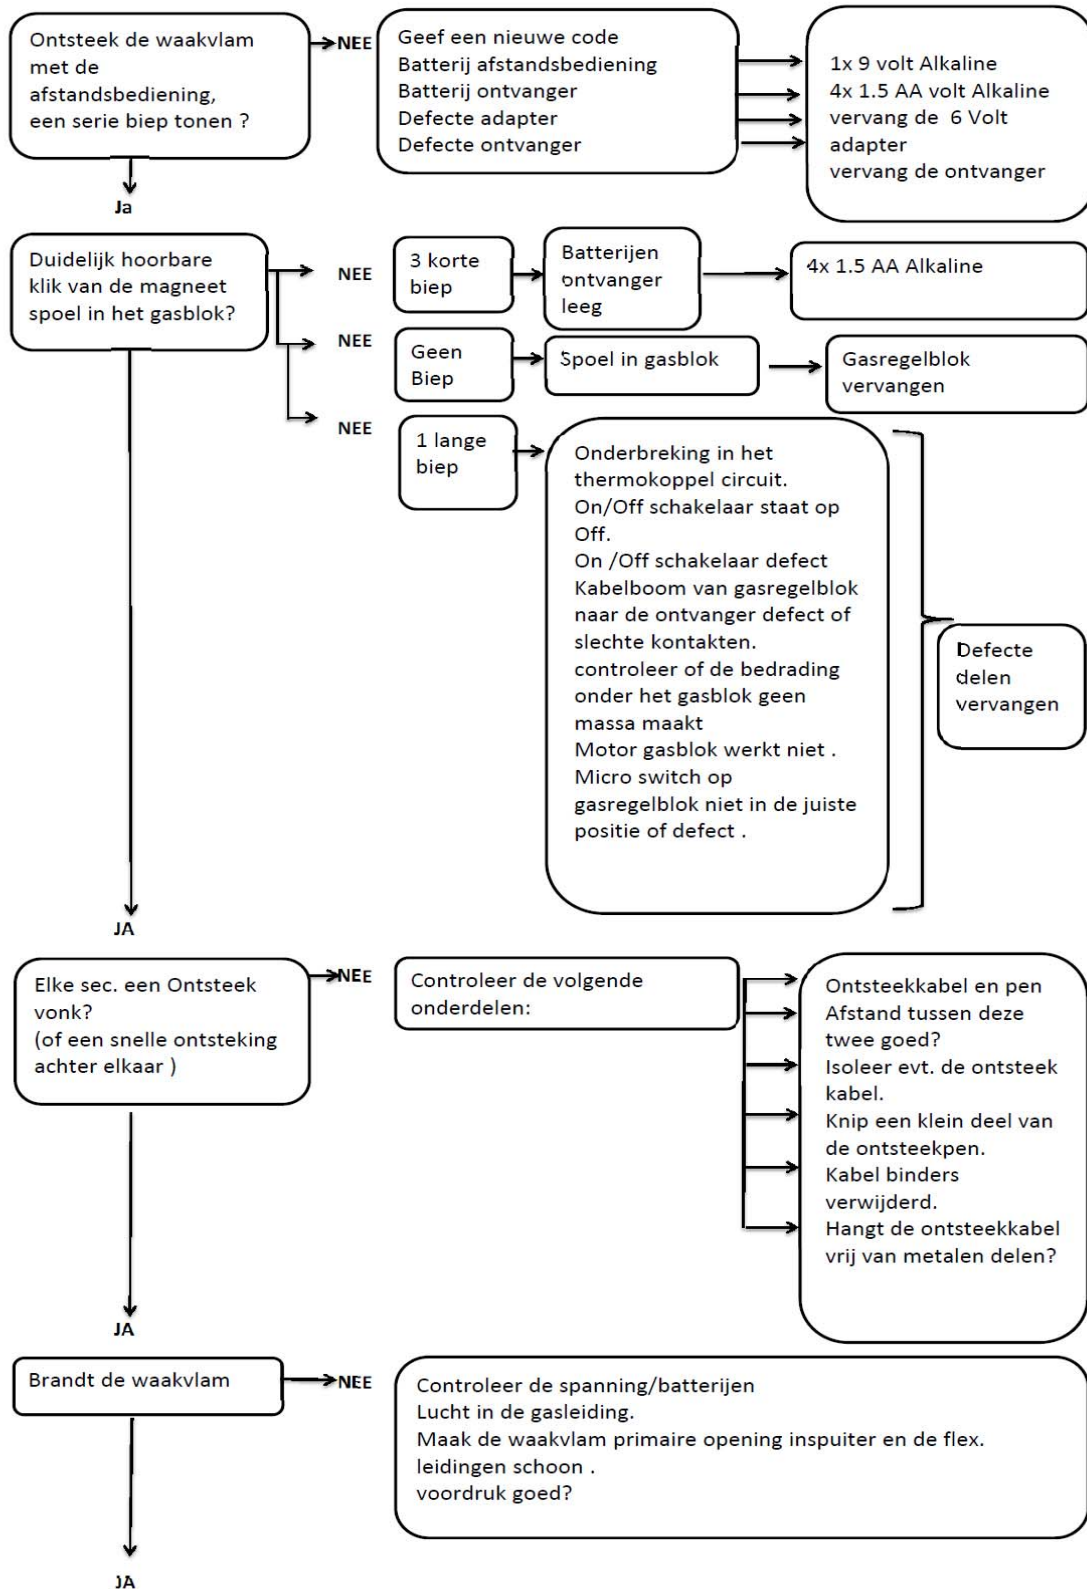 Ontsteek de waakvlam
met de
afstandsbediening,
een serie biep tonen ?
NEE
Geef een nieuwe code
Batterij afstandsbediening
Batterij ontvanger
Defecte adapter
Defecte ontvanger
1x 9 volt Alkaline
4x 1.5 AA volt Alkaline
vervang de 6 Volt
adapter
vervang de ontvanger
Ja
Duidelijk hoorbare
klik van de magneet
spoel in het gasblok?
NEE
3 korte
biep
Batterijen
ontvanger
leeg
4x 1.5 AA Alkaline
NEE
Geen
Biep
Spoel in gasblok
Gasregelblok
vervangen
NEE
1 lange
biep
Onderbreking in het
thermokoppel circuit.
On/Off schakelaar staat op
Off.
On /Off schakelaar defect
Kabelboom van gasregelblok
naar de ontvanger defect of
slechte kontakten.
controleer of de bedrading
onder het gasblok geen
massa maakt
Motor gasblok werkt niet .
Micro switch op
gasregelblok niet in de juiste
positie of defect .
Defecte
delen
vervangen
JA
Elke sec. een Ontsteek
vonk?
(of een snelle ontsteking
achter elkaar )
NEE
Controleer de volgende
onderdelen:
Ontsteekkabel en pen
Afstand tussen deze
twee goed?
Isoleer evt. de ontsteek
kabel.
Knip een klein deel van
de ontsteekpen.
Kabel binders
verwijderd.
Hangt de ontsteekkabel
vrij van metalen delen?
JA
Brandt de waakvlam
NEE
Controleer de spanning/batterijen
Lucht in de gasleiding.
Maak de waakvlam primaire opening inspuiter en de flex.
leidingen schoon .
voordruk goed?
JA